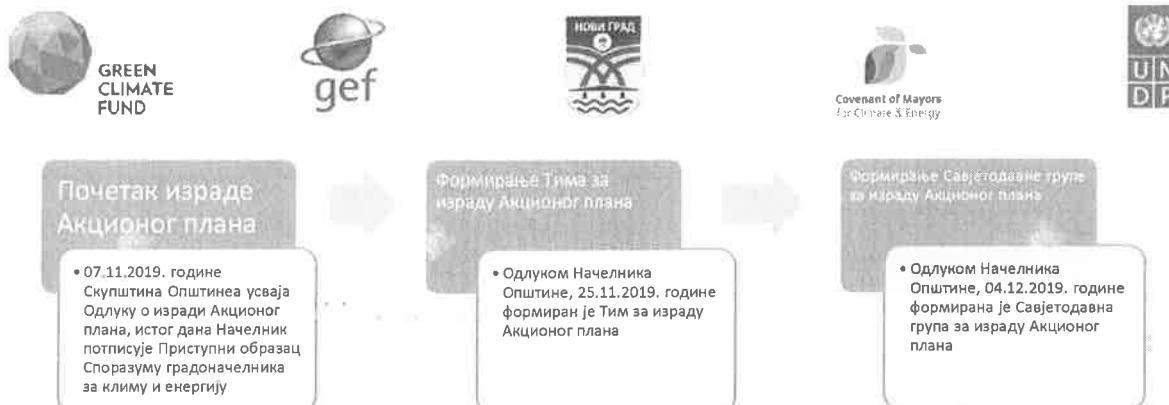 GREEN
CLIMATE
FUND
gef
НОВИ ГРАД
Covenant of Mayors
for Climate & Energy
U N
D P
Почетак израде
Акционог плана
• 07.11.2019. године
Скупштина Општинеа усваја
Одлуку о изради Акционог
плана, истог дана Начелник
потписује Приступни образац
Споразуму градоначелника
за климу и енергију
Формирање Тима за
израду Акционог плана
• Одлуком Начелника
Општине, 25.11.2019. године
формиран је Тим за израду
Акционог плана
Формирање Савјетодавне групе
за израду Акционог плана
• Одлуком Начелника
Општине, 04.12.2019. године
формирана је Савјетодавна
група за израду Акционог
плана